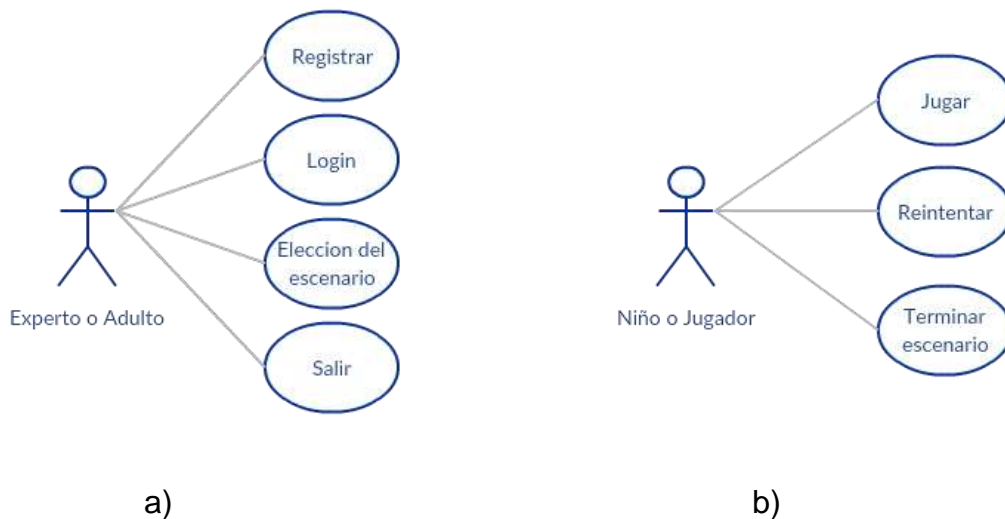 Registrar
Login
Eleccion del
escenario
Salir
Experto o Adulto
a)
Jugar
Reintentar
Terminar
escenario
Niño o Jugador
b)